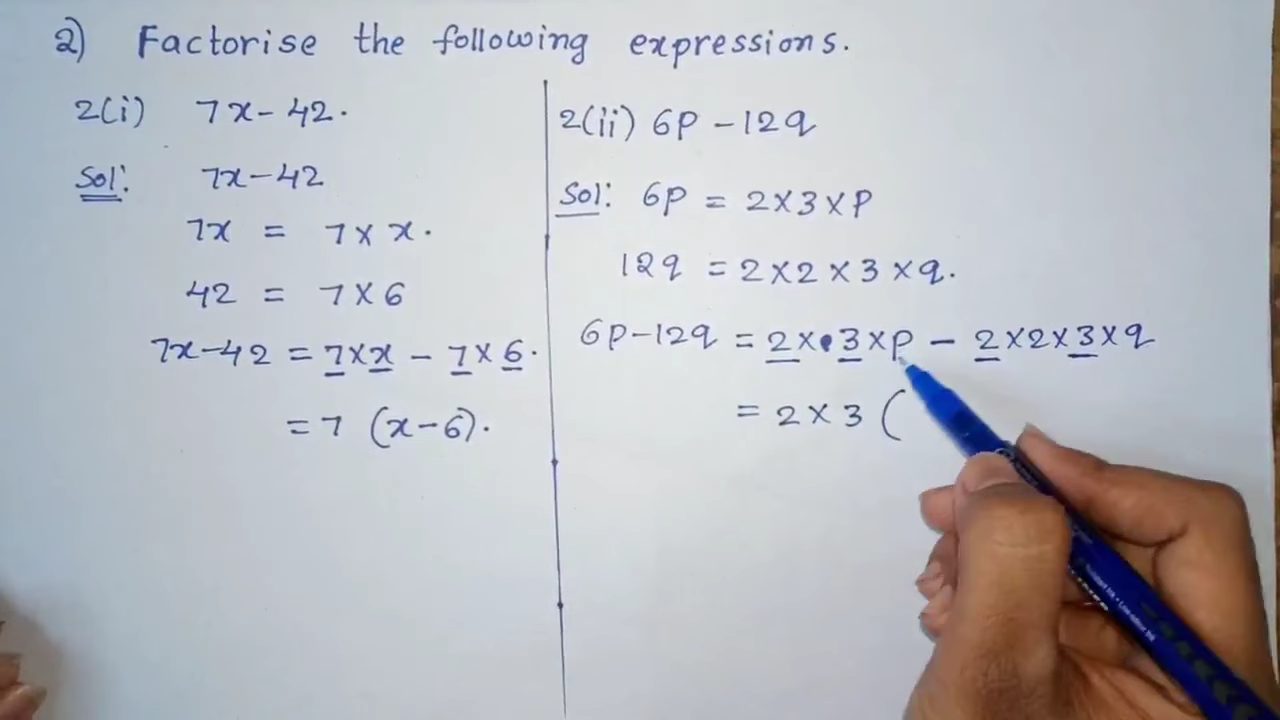 2) Factorise the following expressions.
2(i) 7x - 42.
Sol: 7x - 42
7x = 7 × x.
42 = 7 × 6
7x - 42 = 7 × x - 7 × 6.
= 7 (x - 6).
2(ii) 6p - 12q
Sol: 6p = 2 × 3 × p
12q = 2 × 2 × 3 × q.
6p - 12q = 2 × 3 × p - 2 × 2 × 3 × q
= 2 × 3 (